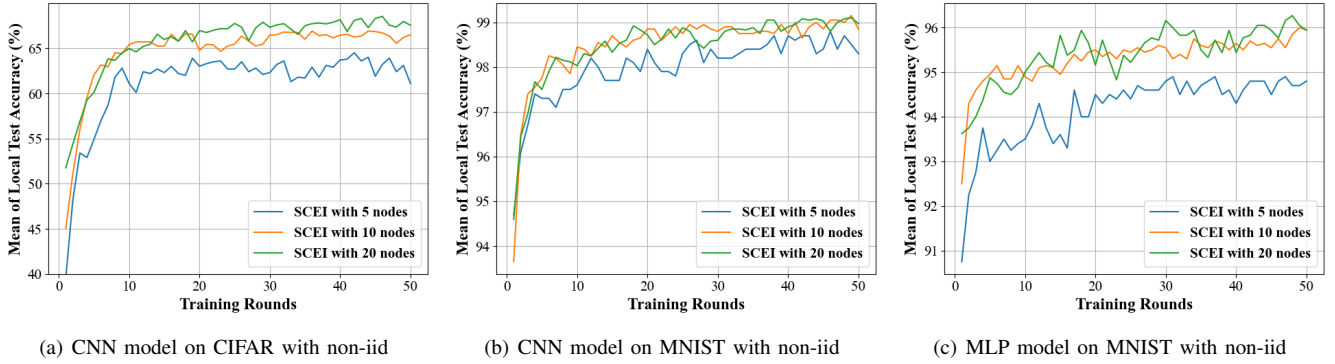 Mean of Local Test Accuracy (%)
65
60
55
50
45
40
0
10
20
30
40
50
Training Rounds
SCEI with 5 nodes
SCEI with 10 nodes
SCEI with 20 nodes
(a) CNN model on CIFAR with non-iid
Mean of Local Test Accuracy (%)
99
98
97
96
95
94
0
10
20
30
40
50
Training Rounds
SCEI with 5 nodes
SCEI with 10 nodes
SCEI with 20 nodes
(b) CNN model on MNIST with non-iid
Mean of Local Test Accuracy (%)
96
95
94
93
92
91
0
10
20
30
40
50
Training Rounds
SCEI with 5 nodes
SCEI with 10 nodes
SCEI with 20 nodes
(c) MLP model on MNIST with non-iid